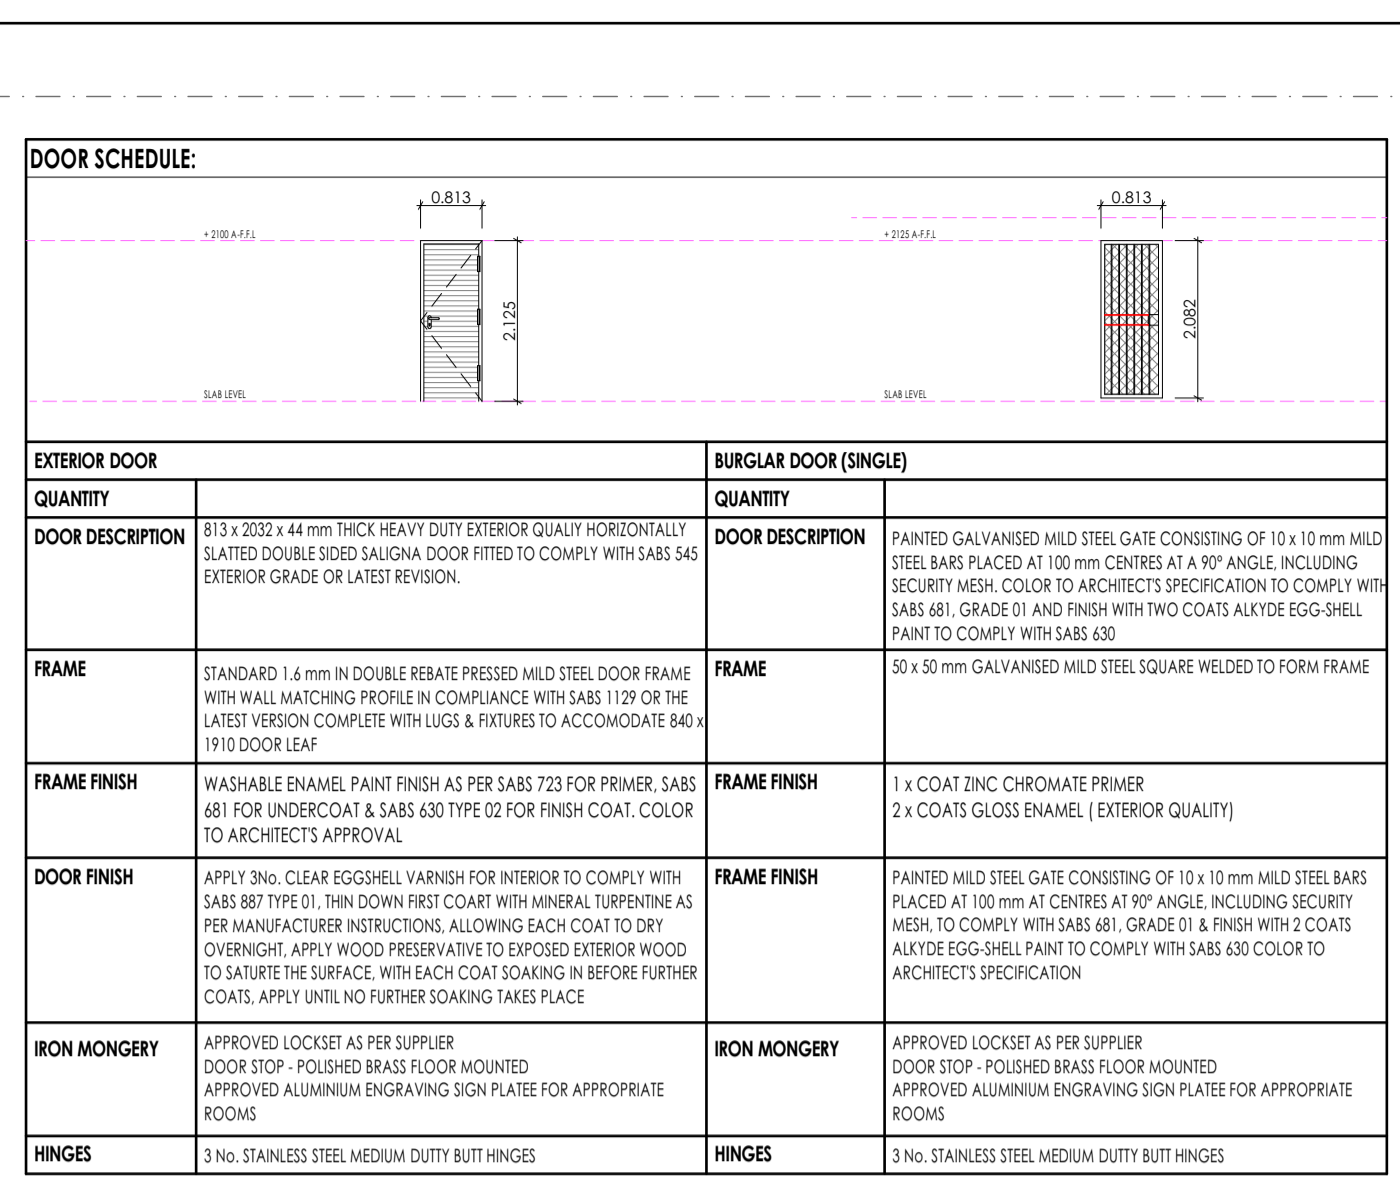 DOOR SCHEDULE:
0.813
0.813
+ 2100 A-F.F.L
+ 2125 A-F.F.L
2.125
2.082
SLAB LEVEL
SLAB LEVEL
EXTERIOR DOOR
QUANTITY
DOOR DESCRIPTION
813 x 2032 x 44 mm THICK HEAVY DUTY EXTERIOR QUALIY HORIZONTALLY
SLATTED DOUBLE SIDED SALIGNA DOOR FITTED TO COMPLY WITH SABS 545
EXTERIOR GRADE OR LATEST REVISION.
FRAME
STANDARD 1.6 mm IN DOUBLE REBATE PRESSED MILD STEEL DOOR FRAME
WITH WALL MATCHING PROFILE IN COMPLIANCE WITH SABS 1129 OR THE
LATEST VERSION COMPLETE WITH LUGS & FIXTURES TO ACCOMODATE 840 x
1910 DOOR LEAF
FRAME FINISH
WASHABLE ENAMEL PAINT FINISH AS PER SABS 723 FOR PRIMER, SABS
681 FOR UNDERCOAT & SABS 630 TYPE 02 FOR FINISH COAT. COLOR
TO ARCHITECT'S APPROVAL
DOOR FINISH
APPLY 3No. CLEAR EGGSHELL VARNISH FOR INTERIOR TO COMPLY WITH
SABS 887 TYPE 01, THIN DOWN FIRST COART WITH MINERAL TURPENTINE AS
PER MANUFACTURER INSTRUCTIONS, ALLOWING EACH COAT TO DRY
OVERNIGHT, APPLY WOOD PRESERVATIVE TO EXPOSED EXTERIOR WOOD
TO SATURTE THE SURFACE, WITH EACH COAT SOAKING IN BEFORE FURTHER
COATS, APPLY UNTIL NO FURTHER SOAKING TAKES PLACE
IRON MONGERY
APPROVED LOCKSET AS PER SUPPLIER
DOOR STOP - POLISHED BRASS FLOOR MOUNTED
APPROVED ALUMINIUM ENGRAVING SIGN PLATEE FOR APPROPRIATE
ROOMS
HINGES
3 No. STAINLESS STEEL MEDIUM DUTTY BUTT HINGES
BURGLAR DOOR (SINGLE)
QUANTITY
DOOR DESCRIPTION
PAINTED GALVANISED MILD STEEL GATE CONSISTING OF 10 x 10 mm MILD
STEEL BARS PLACED AT 100 mm CENTRES AT A 90° ANGLE, INCLUDING
SECURITY MESH. COLOR TO ARCHITECT'S SPECIFICATION TO COMPLY WITH
SABS 681, GRADE 01 AND FINISH WITH TWO COATS ALKYDE EGG-SHELL
PAINT TO COMPLY WITH SABS 630
FRAME
50 x 50 mm GALVANISED MILD STEEL SQUARE WELDED TO FORM FRAME
FRAME FINISH
1 x COAT ZINC CHROMATE PRIMER
2 x COATS GLOSS ENAMEL ( EXTERIOR QUALITY)
FRAME FINISH
PAINTED MILD STEEL GATE CONSISTING OF 10 x 10 mm MILD STEEL BARS
PLACED AT 100 mm AT CENTRES AT 90° ANGLE, INCLUDING SECURITY
MESH, TO COMPLY WITH SABS 681, GRADE 01 & FINISH WITH 2 COATS
ALKYDE EGG-SHELL PAINT TO COMPLY WITH SABS 630 COLOR TO
ARCHITECT'S SPECIFICATION
IRON MONGERY
APPROVED LOCKSET AS PER SUPPLIER
DOOR STOP - POLISHED BRASS FLOOR MOUNTED
APPROVED ALUMINIUM ENGRAVING SIGN PLATEE FOR APPROPRIATE
ROOMS
HINGES
3 No. STAINLESS STEEL MEDIUM DUTTY BUTT HINGES